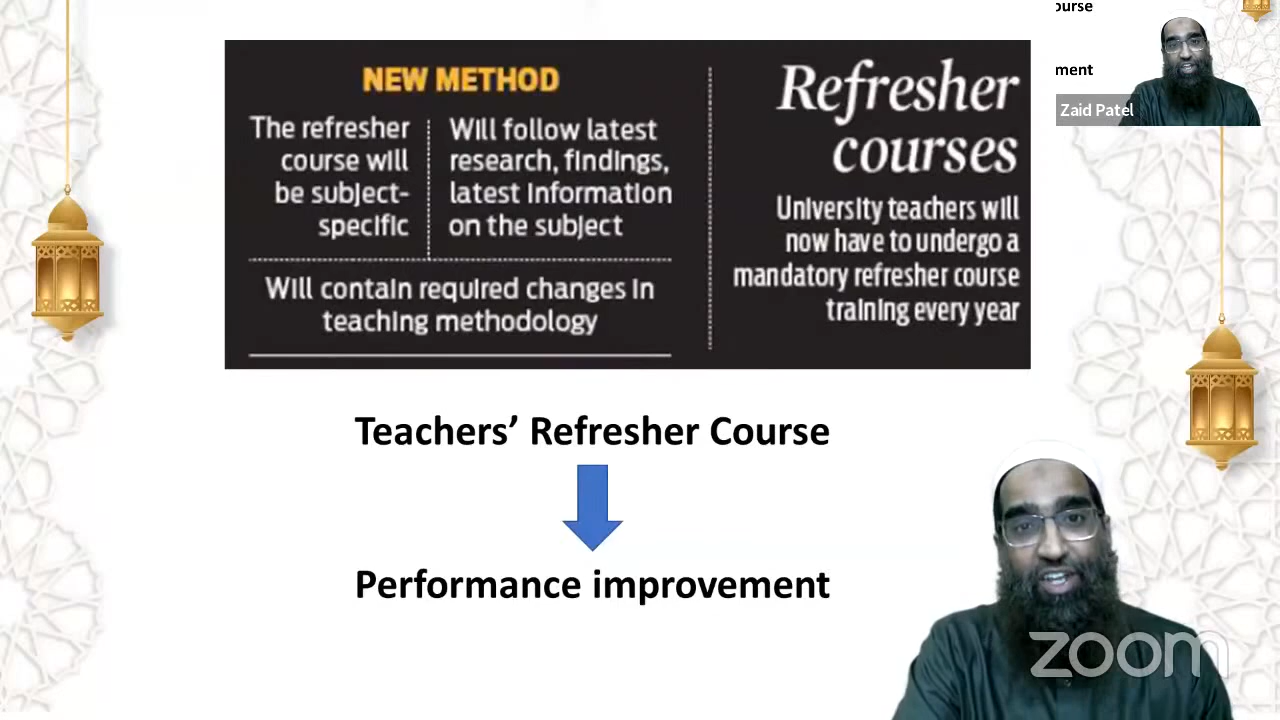 NEW METHOD
The refresher
course will
be subject-
specific
Will follow latest
research, findings,
latest information
on the subject
Will contain required changes in
teaching methodology
Refresher
courses
University teachers will
now have to undergo a
mandatory refresher course
training every year
Teachers’ Refresher Course
Performance improvement
ourse
ment
Zaid Patel
zoom